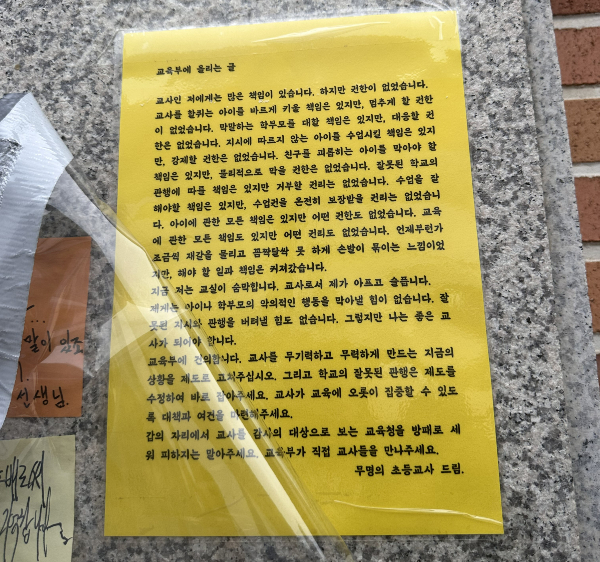 교육부에 올리는 글
교사인 저에게는 많은 책임이 있습니다. 하지만 권한이 없었습니다.
교사를 할퀴는 아이를 바르게 키울 책임은 있지만, 멈추게 할 권한
이 없었습니다. 막말하는 학부모를 대할 책임은 있지만, 대응할 권
한은 없었습니다. 지시에 따르지 않는 아이를 수업시킬 책임은 있지
만, 강제할 권한은 없었습니다. 친구를 괴롭히는 아이를 막아야 할
책임은 있지만, 물리적으로 막을 권한은 없었습니다. 잘못된 학교의
관행에 따를 책임은 있지만 거부할 권리는 없었습니다. 수업을 잘
해야할 책임은 있지만, 수업권을 온전히 보장받을 권리는 없었습니
다. 아이에 관한 모든 책임은 있지만 어떤 권한도 없었습니다. 교육
에 관한 모든 책임도 있지만 어떤 권리도 없었습니다. 언제부턴가
조금씩 재갈을 물리고 꼼짝달싹 못 하게 손발이 묶이는 느낌이었
지만, 해야 할 일과 책임은 커져갔습니다.
지금 저는 교실이 숨막힙니다. 교사로서 제가 아프고 슬픕니다.
제게는 아이나 학부모의 악의적인 행동을 막아낼 힘이 없습니다. 잘
못된 지시와 관행을 버텨낼 힘도 없습니다. 그렇지만 나는 좋은 교
사가 되어야 합니다.
교육부에 건의합니다. 교사를 무기력하고 무력하게 만드는 지금의
상황을 제도로 고쳐주십시오. 그리고 학교의 잘못된 관행은 제도를
수정하여 바로 잡아주세요. 교사가 교육에 오롯이 집중할 수 있도
록 대책과 여건을 마련해주세요.
갑의 자리에서 교사를 감시의 대상으로 보는 교육청을 방패로 세
워 피하지는 말아주세요. 교육부가 직접 교사들을 만나주세요.
무명의 초등교사 드림.
말이 있죠
선생님.